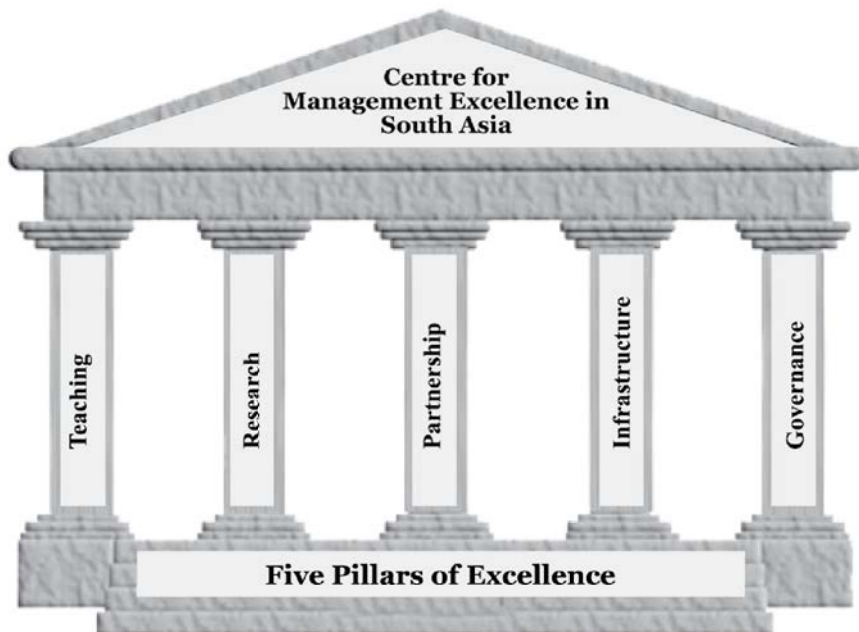 Centre for
Management Excellence in
South Asia
Teaching
Research
Partnership
Infrastructure
Governance
Five Pillars of Excellence